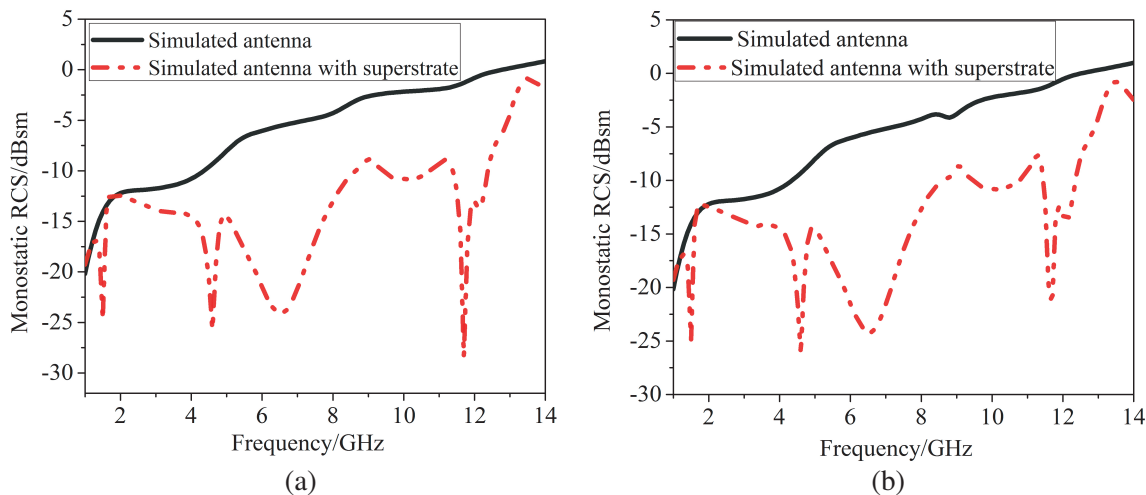 5
0
-5
-10
-15
-20
-25
-30
Monostatic RCS/dBsm
Simulated antenna
Simulated antenna with superstrate
2 4 6 8 10 12 14
Frequency/GHz
(a)
5
0
-5
-10
-15
-20
-25
-30
Monostatic RCS/dBsm
Simulated antenna
Simulated antenna with superstrate
2 4 6 8 10 12 14
Frequency/GHz
(b)